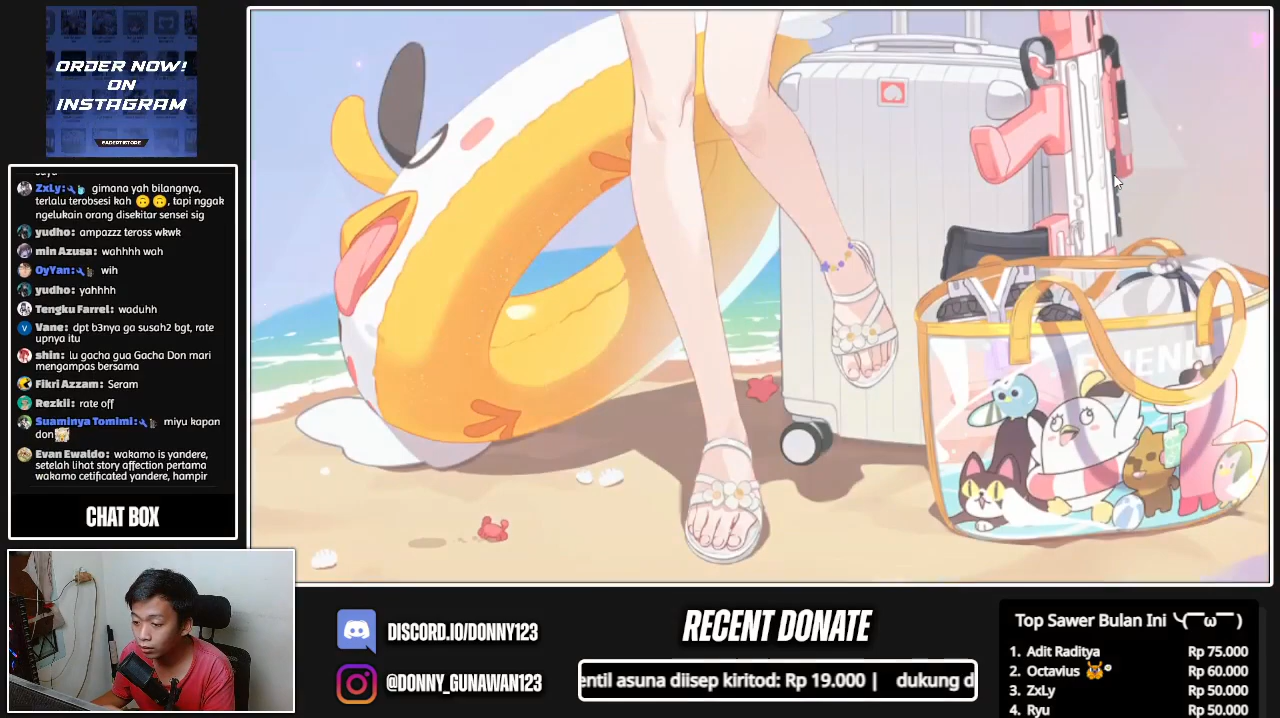 ORDER NOW!
ON
INSTAGRAM
ZxLy: gimana yah bilangnya,
terlalu terobsesi kah 🙃 🙃, tapi nggak
ngelukain orang disekitar sensei sig
yudho: ampazzz teross wkwk
min Azusa: wahhhh wah
OyYan: wih
yudho: yahhhh
Tengku Farrel: waduhh
V Vane: dpt b3nya ga susah2 bgt, rate
upnya itu
shin: lu gacha gua Gacha Don mari
mengampas bersama
Fikri Azzam: Seram
Rezkii: rate off
Suaminya Tomimi: miyu kapan
don
Evan Ewaldo: wakamo is yandere,
setelah lihat story affection pertama
wakamo cetificated yandere, hampir
CHAT BOX
DISCORD.IO/DONNY123
@DONNY_GUNAWAN123
RECENT DONATE
entil asuna diisep kiritod: Rp 19.000 | dukung d
Top Sawer Bulan Ini ╰(￣ω￣)
1. Adit Raditya Rp 75.000
2. Octavius Rp 60.000
3. ZxLy Rp 50.000
4. Ryu Rp 50.000